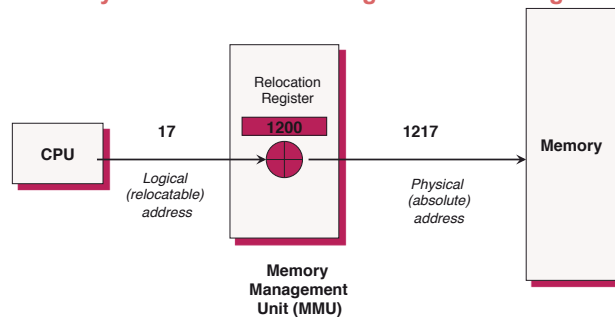 Relocation
Register
1200
17
1217
CPU
Memory
Logical
(relocatable)
address
Physical
(absolute)
address
Memory
Management
Unit (MMU)